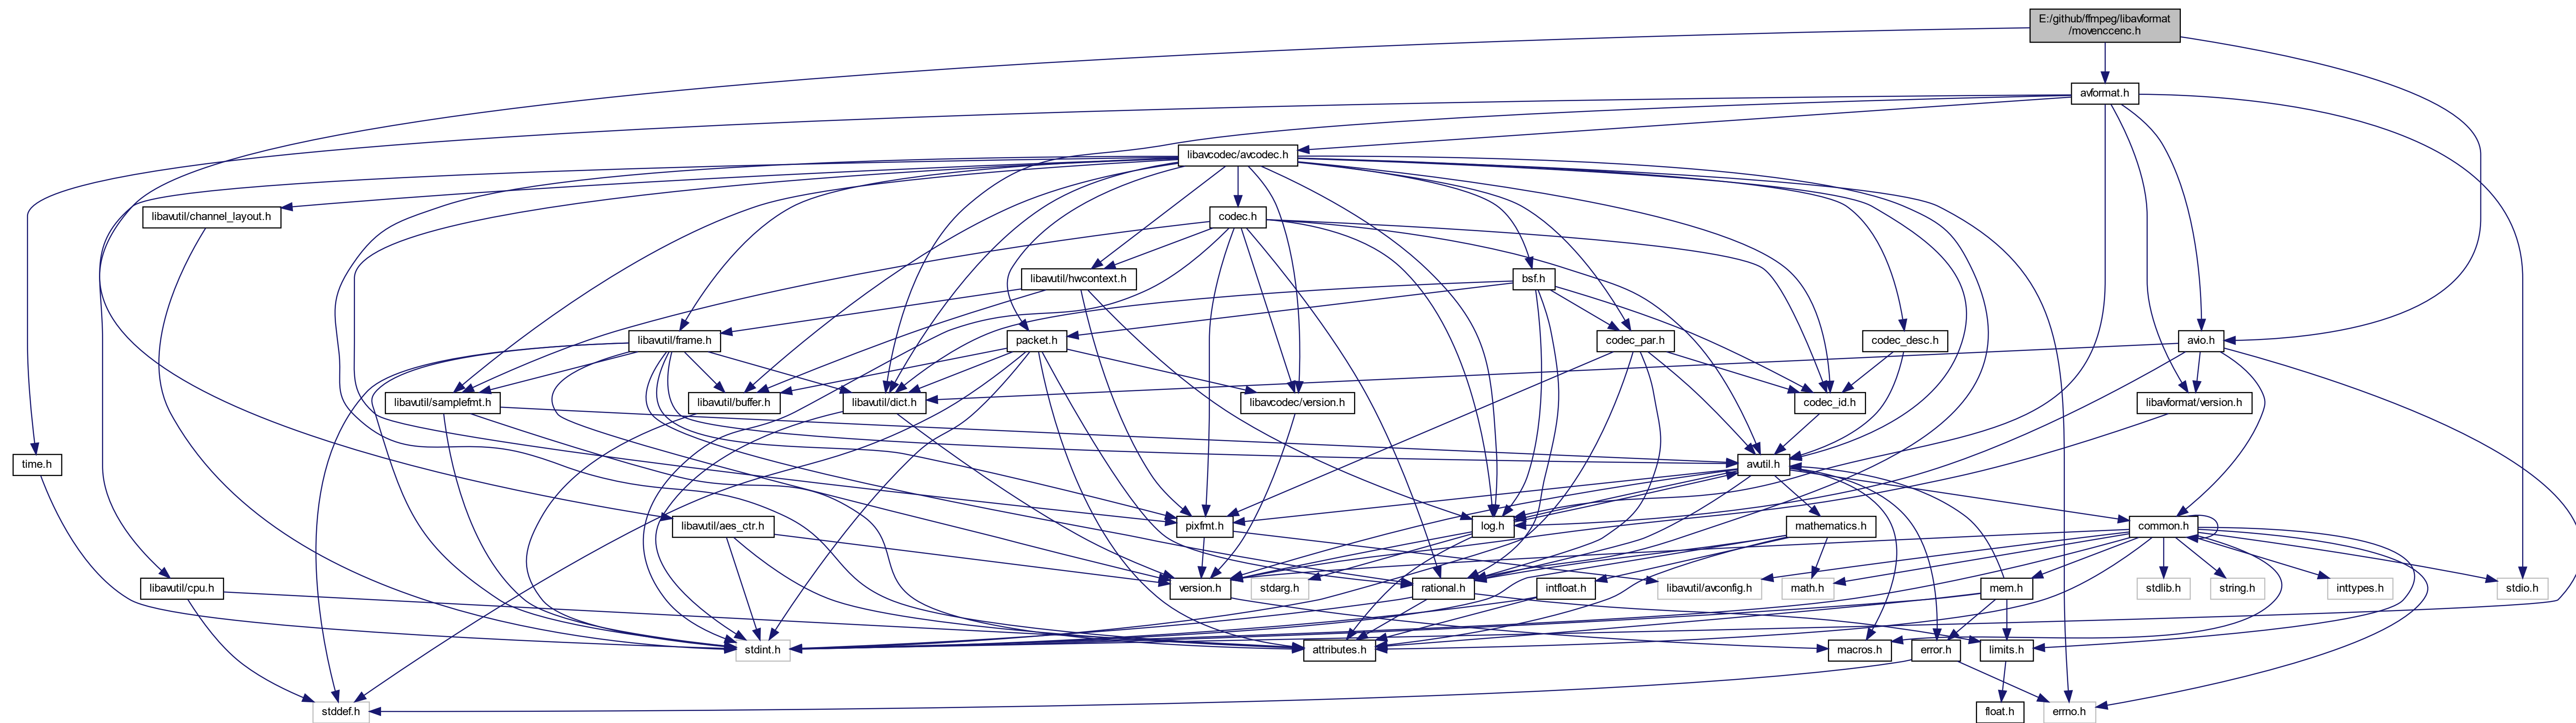 E:/github/ffmpeg/libavformat
/movenccenc.h
avformat.h
libavcodec/avcodec.h
libavutil/channel_layout.h
codec.h
libavutil/hwcontext.h
bsf.h
libavutil/frame.h
packet.h
codec_par.h
codec_desc.h
avio.h
libavutil/samplefmt.h
libavutil/buffer.h
libavutil/dict.h
libavcodec/version.h
codec_id.h
libavformat/version.h
time.h
avutil.h
libavutil/aes_ctr.h
pixfmt.h
log.h
mathematics.h
common.h
libavutil/cpu.h
version.h
stdarg.h
rational.h
intfloat.h
libavutil/avconfig.h
math.h
mem.h
stdlib.h
string.h
inttypes.h
stdio.h
stdint.h
attributes.h
macros.h
error.h
limits.h
stddef.h
float.h
errno.h